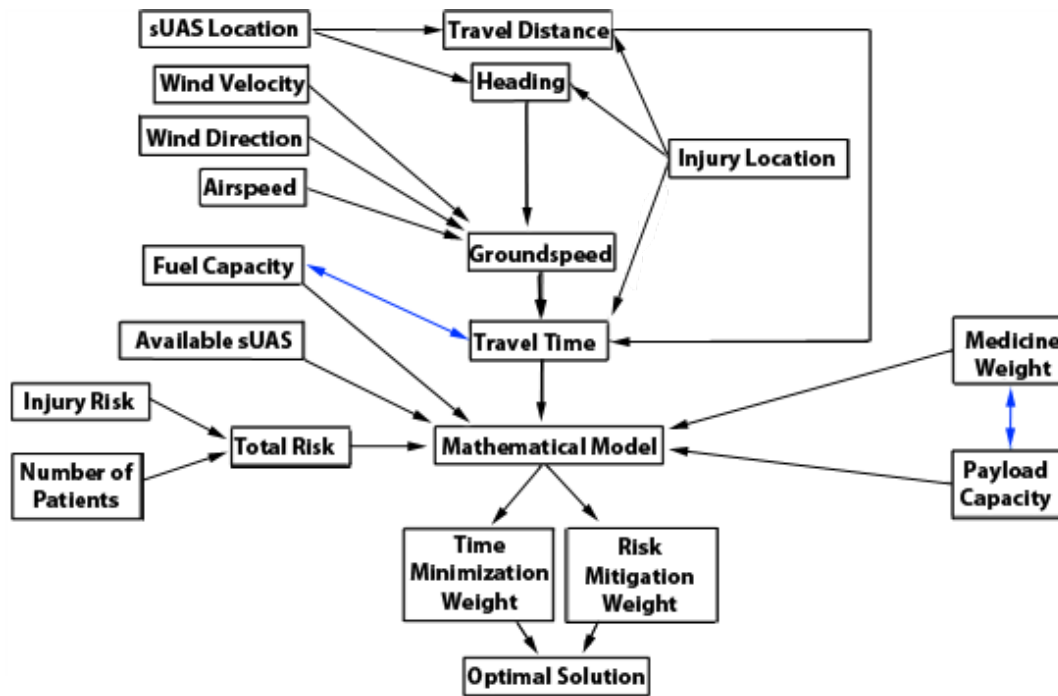 sUAS Location
Travel Distance
Heading
Wind Velocity
Wind Direction
Injury Location
Airspeed
Groundspeed
Fuel Capacity
Available sUAS
Travel Time
Medicine
Weight
Injury Risk
Total Risk
Mathematical Model
Number of
Patients
Payload
Capacity
Time
Minimization
Weight
Risk
Mitigation
Weight
Optimal Solution